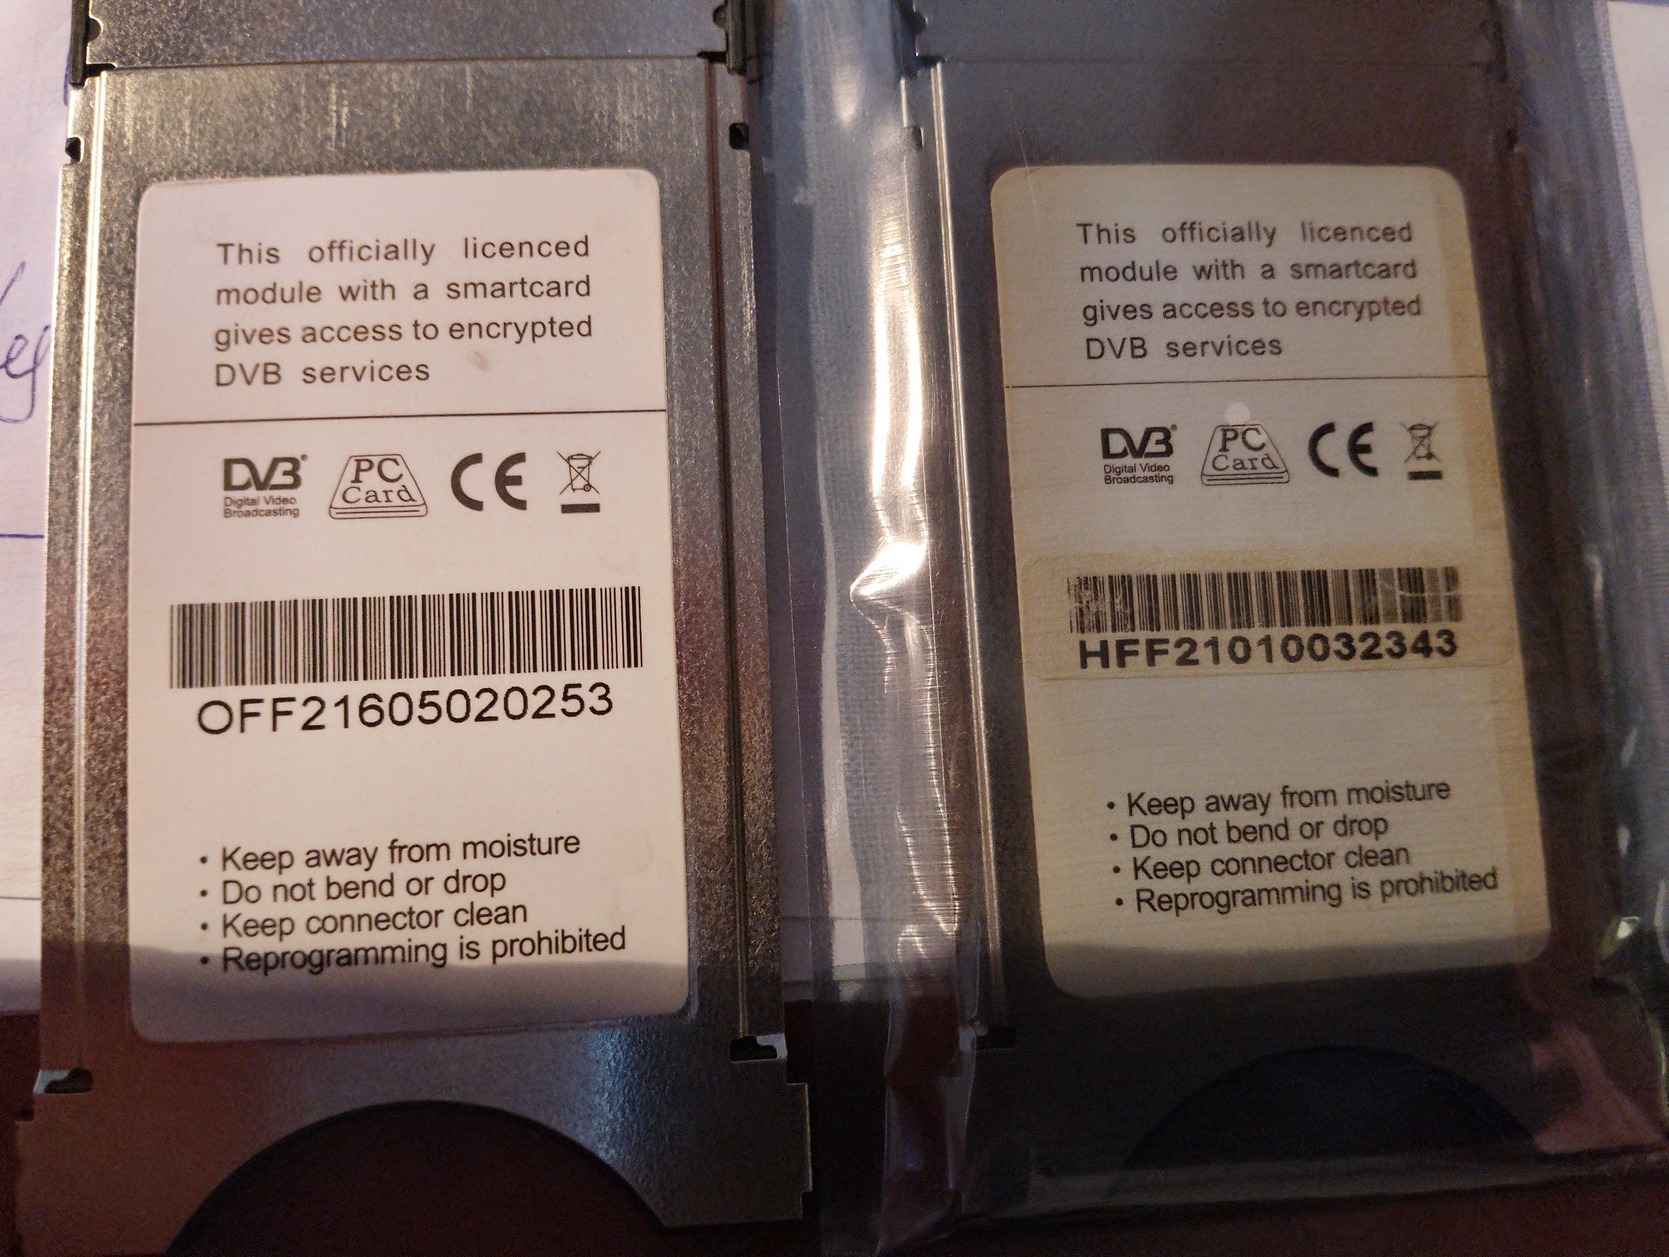 This officially licenced
module with a smartcard
gives access to encrypted
DVB services
DVB®
Digital Video
Broadcasting
PC
Card
CE
OFF21605020253
• Keep away from moisture
• Do not bend or drop
• Keep connector clean
• Reprogramming is prohibited
This officially licenced
module with a smartcard
gives access to encrypted
DVB services
DVB®
Digital Video
Broadcasting
PC
Card
CE
HFF21010032343
• Keep away from moisture
• Do not bend or drop
• Keep connector clean
• Reprogramming is prohibited